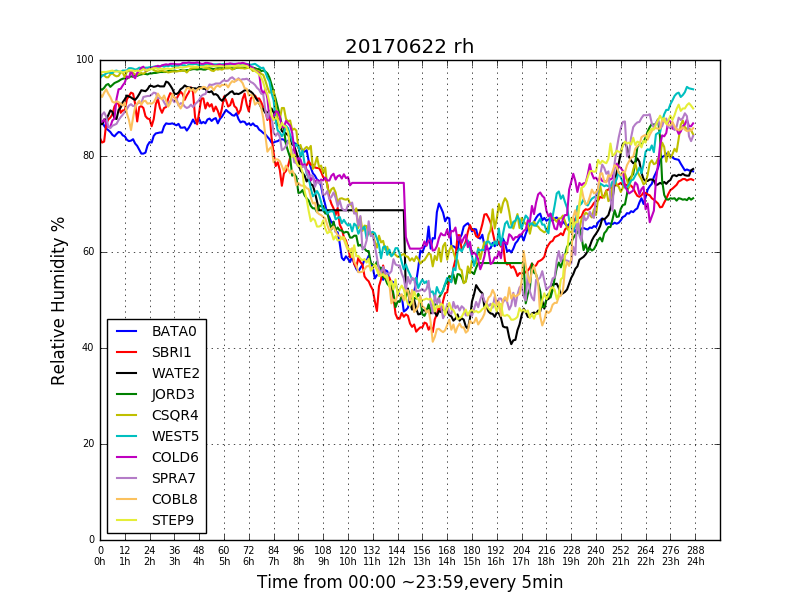 20170622 rh
100
80
60
40
20
0
Relative Humidity %
BATA0
SBRI1
WATE2
JORD3
CSQR4
WEST5
COLD6
SPRA7
COBL8
STEP9
0 12 24 36 48 60 72 84 96 108 120 132 144 156 168 180 192 204 216 228 240 252 264 276 288
0h 1h 2h 3h 4h 5h 6h 7h 8h 9h 10h 11h 12h 13h 14h 15h 16h 17h 18h 19h 20h 21h 22h 23h 24h
Time from 00:00 ~23:59,every 5min